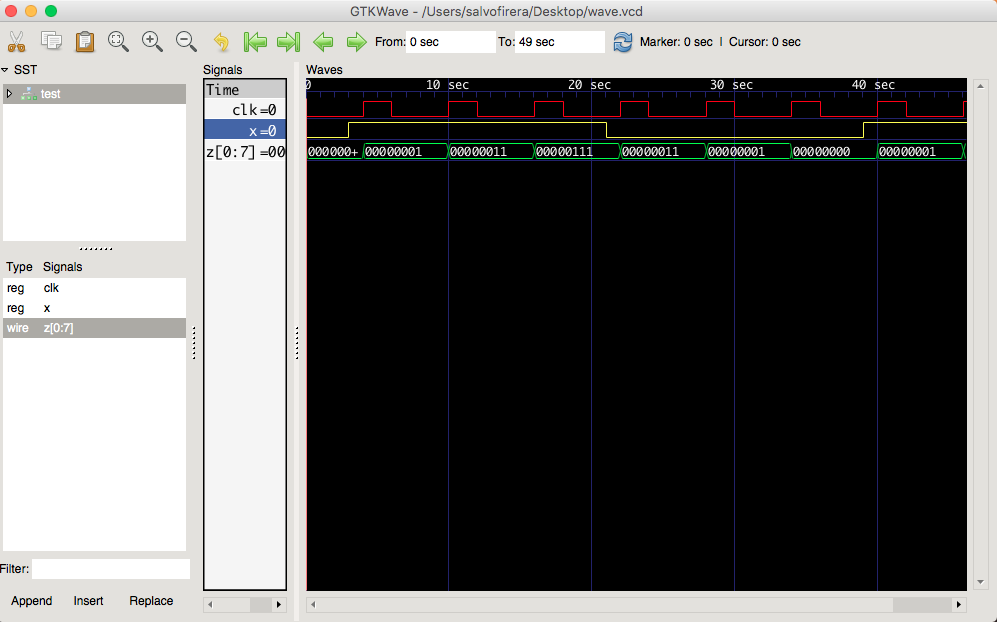 GTKWave - /Users/salvofirera/Desktop/wave.vcd
From: 0 sec To: 49 sec Marker: 0 sec | Cursor: 0 sec
SST
test
Type Signals
reg clk
reg x
wire z[0:7]
Filter:
Append Insert Replace
Signals
Time
clk=0
x=0
z[0:7]=00
Waves
0 10 sec 20 sec 30 sec 40 sec
000000+ 00000001 00000011 00000111 00000011 00000001 00000000 00000001